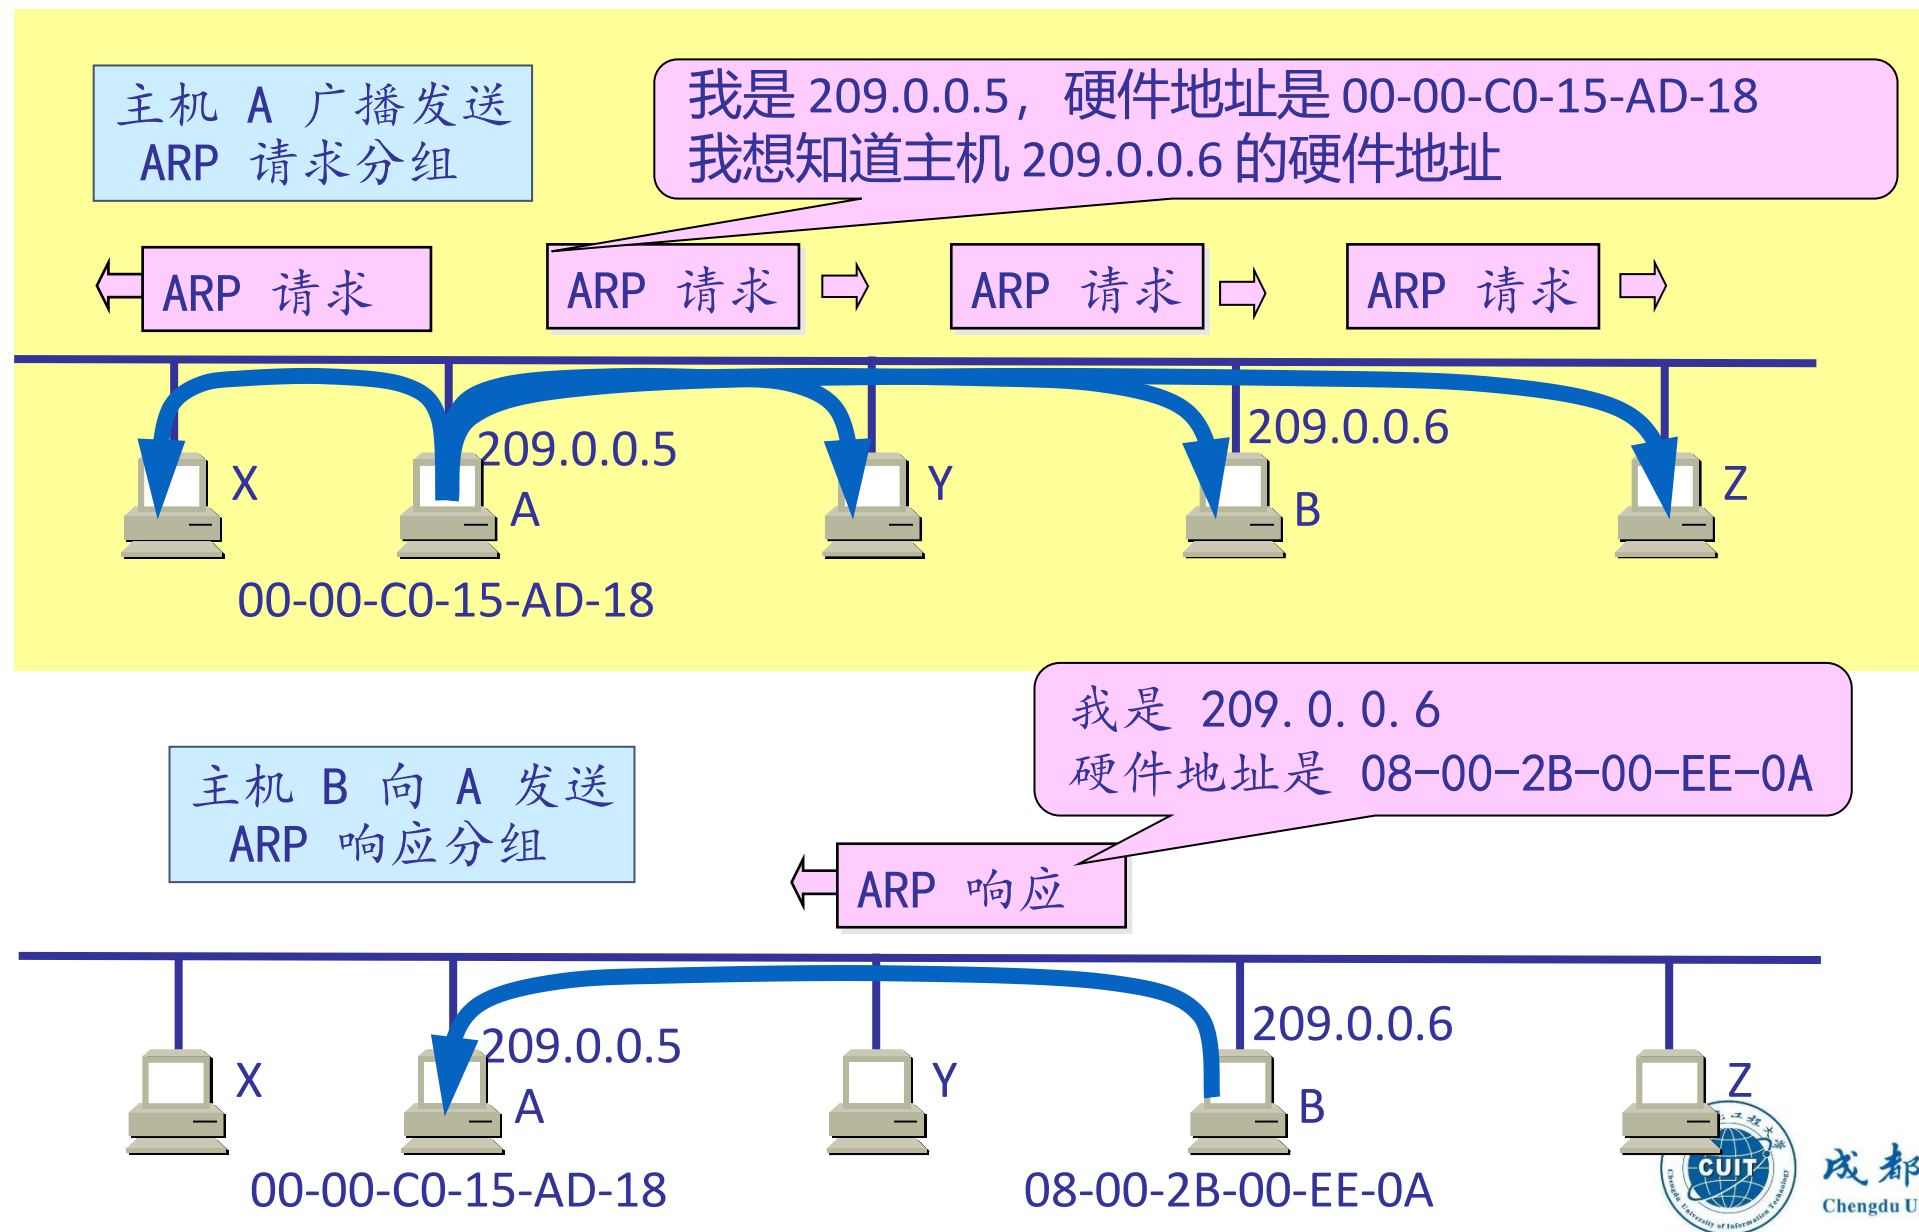 主机 A 广播发送
ARP 请求分组
我是 209.0.0.5，硬件地址是 00-00-C0-15-AD-18
我想知道主机 209.0.0.6 的硬件地址
ARP 请求
ARP 请求
ARP 请求
ARP 请求
209.0.0.5
209.0.0.6
X
A
Y
B
Z
00-00-C0-15-AD-18
我是 209.0.0.6
硬件地址是 08-00-2B-00-EE-0A
主机 B 向 A 发送
ARP 响应分组
ARP 响应
209.0.0.5
209.0.0.6
X
A
Y
B
Z
00-00-C0-15-AD-18
08-00-2B-00-EE-0A
CUIT
成都
Chengdu U